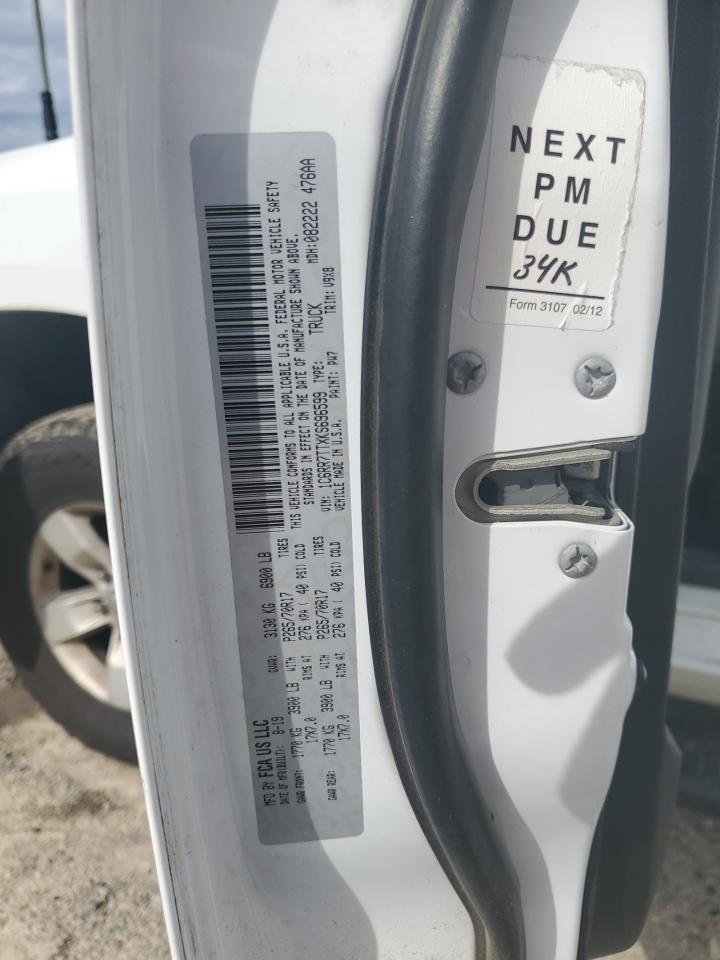 MFD BY FCA US LLC
DATE OF MFR(BUILT): 8-19
GVWR: 3130 KG 6900 LB
GAWR FRONT: 1770 KG 3900 LB WITH P265/70R17 TIRES
17X7.0 RIMS AT 276 KPA ( 40 PSI) COLD
GAWR REAR: 1770 KG 3900 LB WITH P265/70R17 TIRES
17X7.0 RIMS AT 276 KPA ( 40 PSI) COLD
THIS VEHICLE CONFORMS TO ALL APPLICABLE U.S.A. FEDERAL MOTOR VEHICLE SAFETY
STANDARDS IN EFFECT ON THE DATE OF MANUFACTURE SHOWN ABOVE.
VIN: 1C6RR7TTXKS696599 TYPE: TRUCK MDH:082222 476AA
VEHICLE MADE IN U.S.A. PAINT: PW7 TRIM: V9X8
NEXT
PM
DUE
34K
Form 3107 02/12